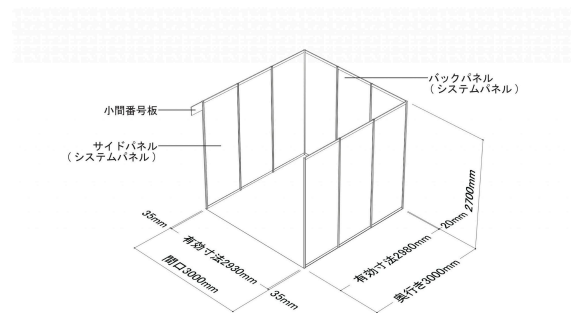 バックパネル
（システムパネル）
小間番号板
サイドパネル
（システムパネル）
2700mm
35mm
有効寸法2930mm
間口3000mm
35mm
20mm
有効寸法2980mm
奥行き3000mm